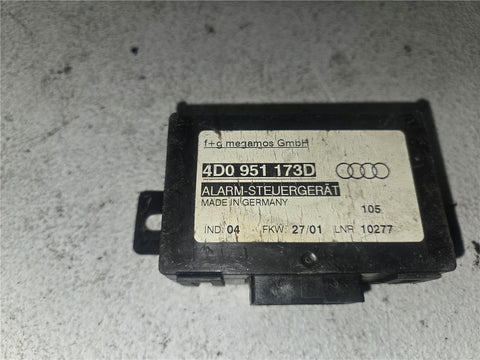 f+g megamos GmbH
4D0 951 173D
ALARM-STEUERGERÄT
MADE IN GERMANY
105
IND: 04 FKW: 27/01 LNR 10277